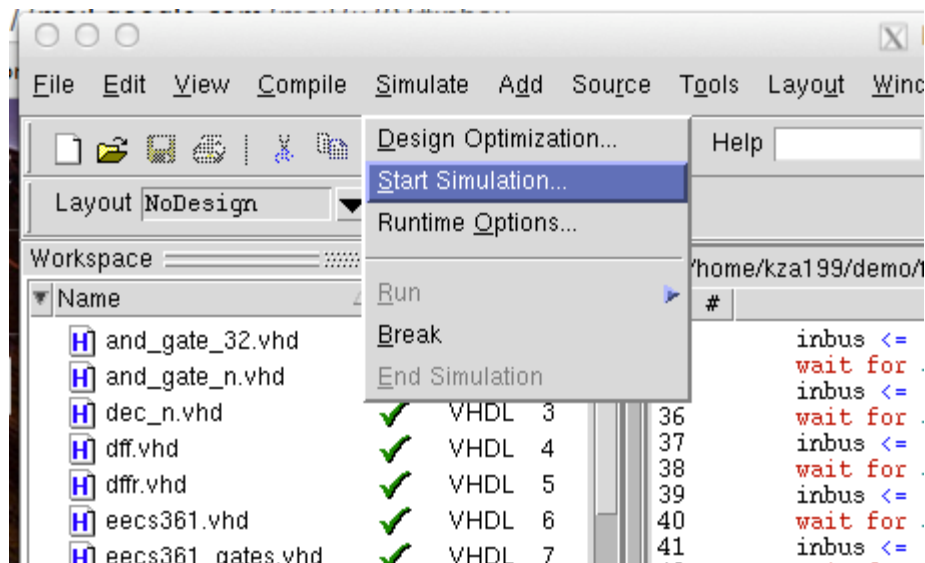 File Edit View Compile Simulate Add Source Tools Layout
Help
Layout NoDesign
Design Optimization...
Start Simulation...
Runtime Options...
Run
Break
End Simulation
Workspace
Name
and_gate_32.vhd
and_gate_n.vhd
dec_n.vhd VHDL 3
dff.vhd VHDL 4
dffr.vhd VHDL 5
eecs361.vhd VHDL 6
eecs361_gates.vhd VHDL 7
/home/kza199/demo/
#
inbus <=
wait for
inbus <=
36 wait for
37 inbus <=
38 wait for
39 inbus <=
40 wait for
41 inbus <=